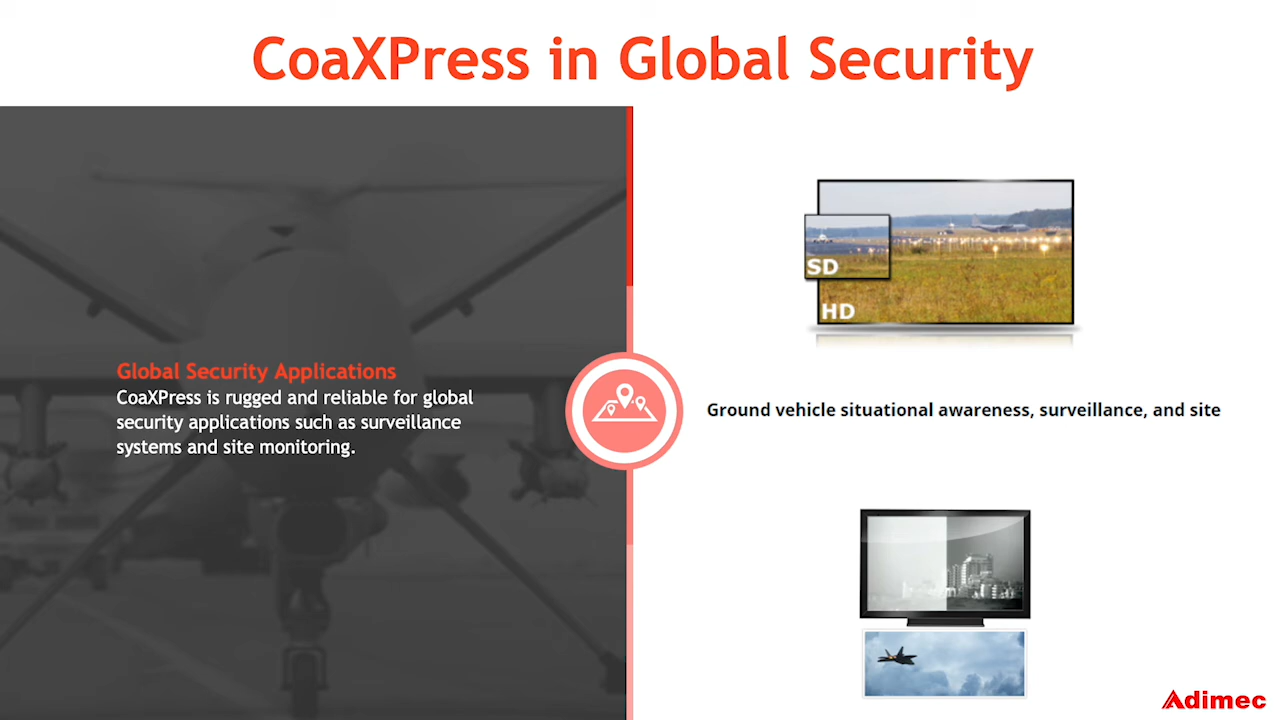 CoaXPress in Global Security
Global Security Applications
CoaXPress is rugged and reliable for global
security applications such as surveillance
systems and site monitoring.
SD
HD
Ground vehicle situational awareness, surveillance, and site
Adimec